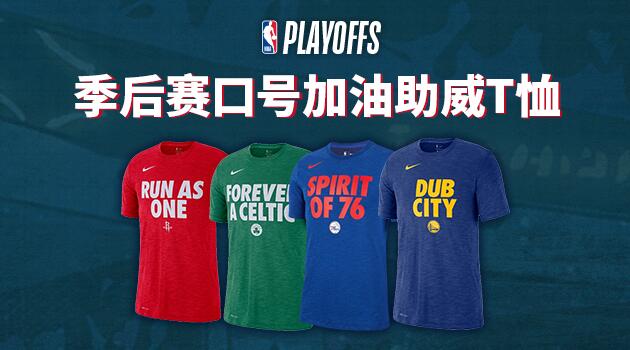 NBA PLAYOFFS
季后赛口号加油助威T恤
RUN AS
ONE
FOREVER
A CELTIC
SPIRIT
OF 76
DUB
CITY